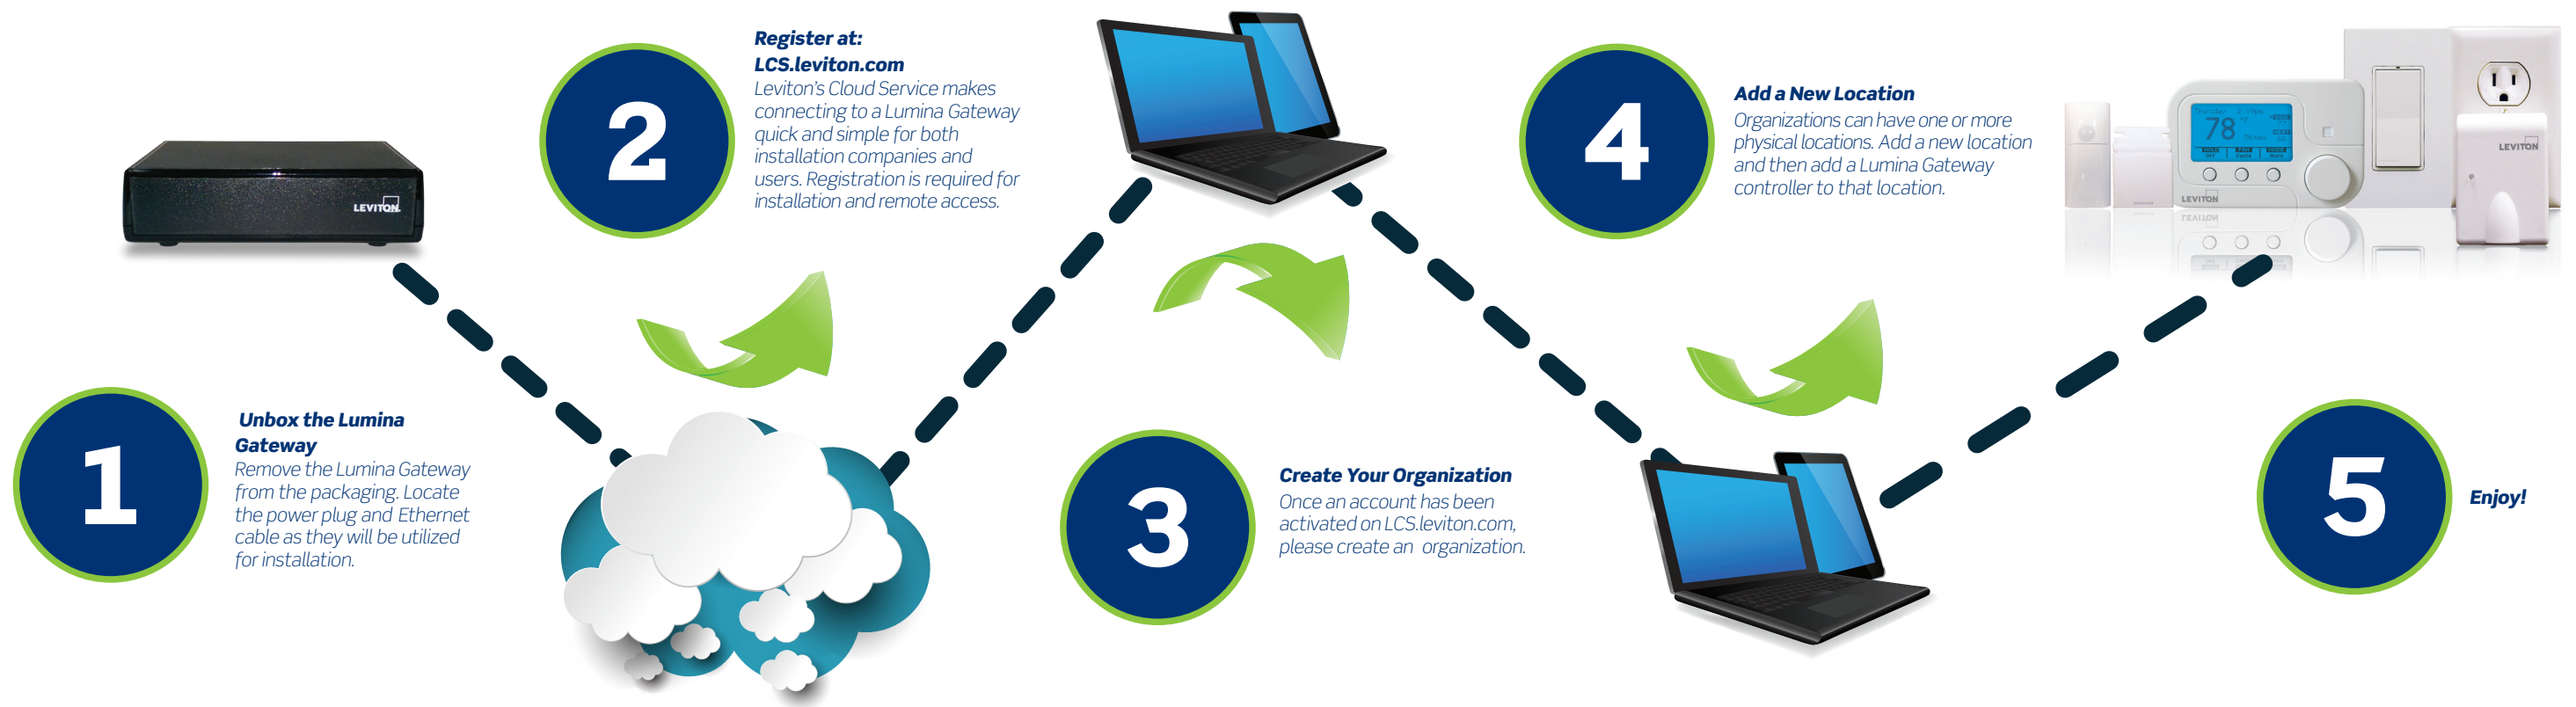 LEVITON
1
Unbox the Lumina
Gateway
Remove the Lumina Gateway
from the packaging. Locate
the power plug and Ethernet
cable as they will be utilized
for installation.
2
Register at:
LCS.leviton.com
Leviton's Cloud Service makes
connecting to a Lumina Gateway
quick and simple for both
installation companies and
users. Registration is required for
installation and remote access.
3
Create Your Organization
Once an account has been
activated on LCS.leviton.com,
please create an organization.
4
Add a New Location
Organizations can have one or more
physical locations. Add a new location
and then add a Lumina Gateway
controller to that location.
78
LEVITON
LEVITON
5
Enjoy!